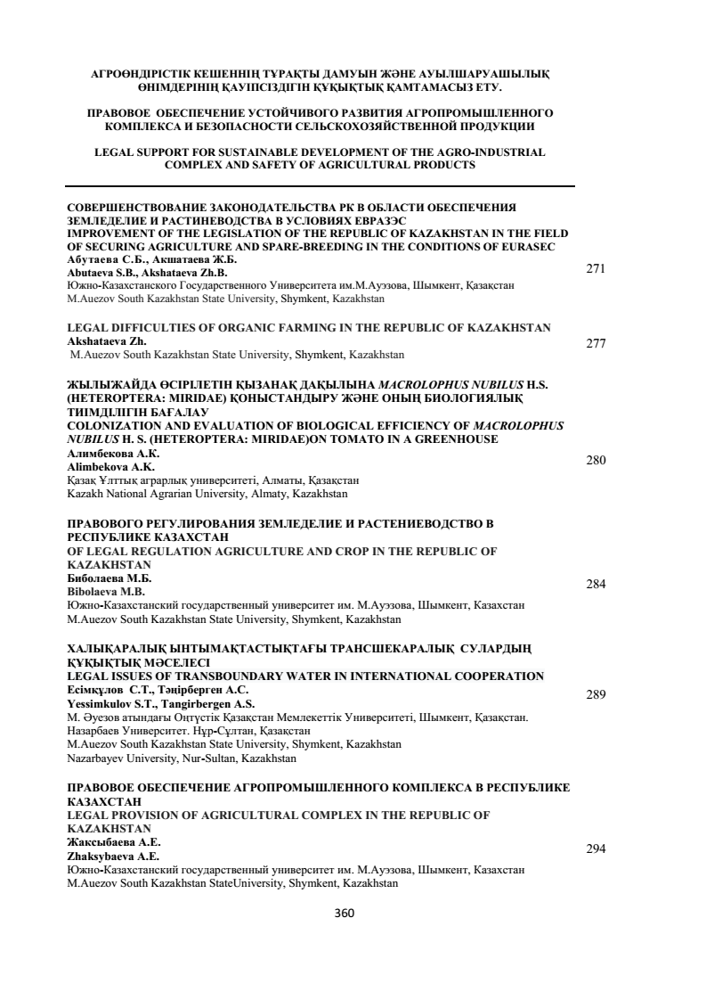 АГРОӨНДІРІСТІК КЕШЕННІҢ ТҰРАҚТЫ ДАМУЫН ЖӘНЕ АУЫЛШАРУАШЫЛЫҚ
ӨНІМДЕРІНІҢ ҚАУІПСІЗДІГІН ҚҰҚЫҚТЫҚ ҚАМТАМАСЫЗ ЕТУ.
ПРАВОВОЕ ОБЕСПЕЧЕНИЕ УСТОЙЧИВОГО РАЗВИТИЯ АГРОПРОМЫШЛЕННОГО
КОМПЛЕКСА И БЕЗОПАСНОСТИ СЕЛЬСКОХОЗЯЙСТВЕННОЙ ПРОДУКЦИИ
LEGAL SUPPORT FOR SUSTAINABLE DEVELOPMENT OF THE AGRO-INDUSTRIAL
COMPLEX AND SAFETY OF AGRICULTURAL PRODUCTS
СОВЕРШЕНСТВОВАНИЕ ЗАКОНОДАТЕЛЬСТВА РК В ОБЛАСТИ ОБЕСПЕЧЕНИЯ
ЗЕМЛЕДЕЛИЕ И РАСТИНЕВОДСТВА В УСЛОВИЯХ ЕВРАЗЭС
IMPROVEMENT OF THE LEGISLATION OF THE REPUBLIC OF KAZAKHSTAN IN THE FIELD
OF SECURING AGRICULTURE AND SPARE-BREEDING IN THE CONDITIONS OF EURASEC
Абутаева С.Б., Акшатаева Ж.Б.
Abutaeva S.B., Akshataeva Zh.B.
271
Южно-Казахстанского Государственного Университета им.М.Ауэзова, Шымкент, Қазақстан
M.Auezov South Kazakhstan State University, Shymkent, Kazakhstan
LEGAL DIFFICULTIES OF ORGANIC FARMING IN THE REPUBLIC OF KAZAKHSTAN
Akshataeva Zh.
277
M.Auezov South Kazakhstan State University, Shymkent, Kazakhstan
ЖЫЛЫЖАЙДА ӨСІРІЛЕТІН ҚЫЗАНАҚ ДАҚЫЛЫНА MACROLOPHUS NUBILUS H.S.
(HETEROPTERA: MIRIDAE) ҚОНЫСТАНДЫРУ ЖӘНЕ ОНЫҢ БИОЛОГИЯЛЫҚ
ТИІМДІЛІГІН БАҒАЛАУ
COLONIZATION AND EVALUATION OF BIOLOGICAL EFFICIENCY OF MACROLOPHUS
NUBILUS H. S. (HETEROPTERA: MIRIDAE)ON TOMATO IN A GREENHOUSE
Алимбекова А.К.
Alimbekova A.K.
280
Қазақ Ұлттық аграрлық университеті, Алматы, Қазақстан
Kazakh National Agrarian University, Almaty, Kazakhstan
ПРАВОВОГО РЕГУЛИРОВАНИЯ ЗЕМЛЕДЕЛИЕ И РАСТЕНИЕВОДСТВО В
РЕСПУБЛИКЕ КАЗАХСТАН
OF LEGAL REGULATION AGRICULTURE AND CROP IN THE REPUBLIC OF
KAZAKHSTAN
Биболаева М.Б.
Bibolaeva M.B.
284
Южно-Казахстанский государственный университет им. М.Ауэзова, Шымкент, Казахстан
M.Auezov South Kazakhstan State University, Shymkent, Kazakhstan
ХАЛЫҚАРАЛЫҚ ЫНТЫМАҚТАСТЫҚТАҒЫ ТРАНСШЕКАРАЛЫҚ СУЛАРДЫҢ
ҚҰҚЫҚТЫҚ МӘСЕЛЕСІ
LEGAL ISSUES OF TRANSBOUNDARY WATER IN INTERNATIONAL COOPERATION
Есімқұлов С.Т., Тәңірберген А.С.
Yessimkulov S.T., Tangirbergen A.S.
289
М. Әуезов атындағы Оңтүстік Қазақстан Мемлекеттік Университеті, Шымкент, Қазақстан.
Назарбаев Университет. Нұр-Сұлтан, Қазақстан
M.Auezov South Kazakhstan State University, Shymkent, Kazakhstan
Nazarbayev University, Nur-Sultan, Kazakhstan
ПРАВОВОЕ ОБЕСПЕЧЕНИЕ АГРОПРОМЫШЛЕННОГО КОМПЛЕКСА В РЕСПУБЛИКЕ
КАЗАХСТАН
LEGAL PROVISION OF AGRICULTURAL COMPLEX IN THE REPUBLIC OF
KAZAKHSTAN
Жаксыбаева А.Е.
Zhaksybaeva A.E.
294
Южно-Казахстанский государственный университет им. М.Ауэзова, Шымкент, Казахстан
M.Auezov South Kazakhstan StateUniversity, Shymkent, Kazakhstan
360